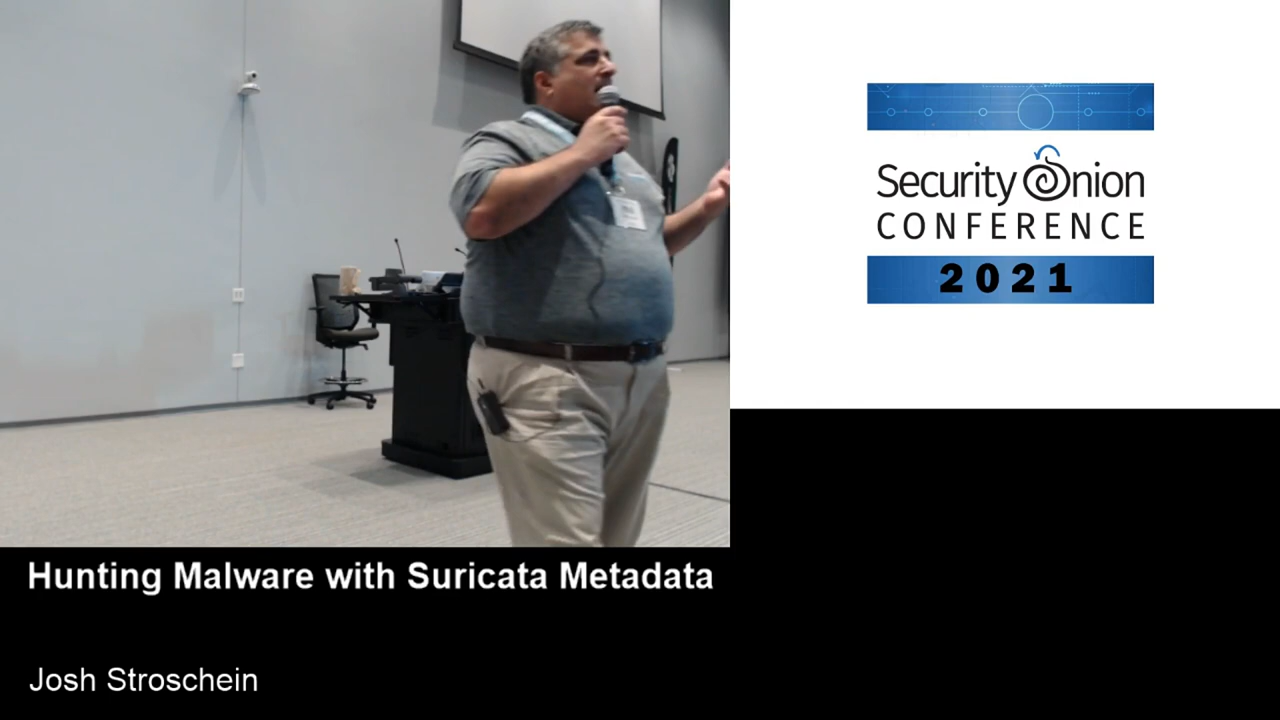 Security Onion
CONFERENCE
2021
Hunting Malware with Suricata Metadata
Josh Stroschein